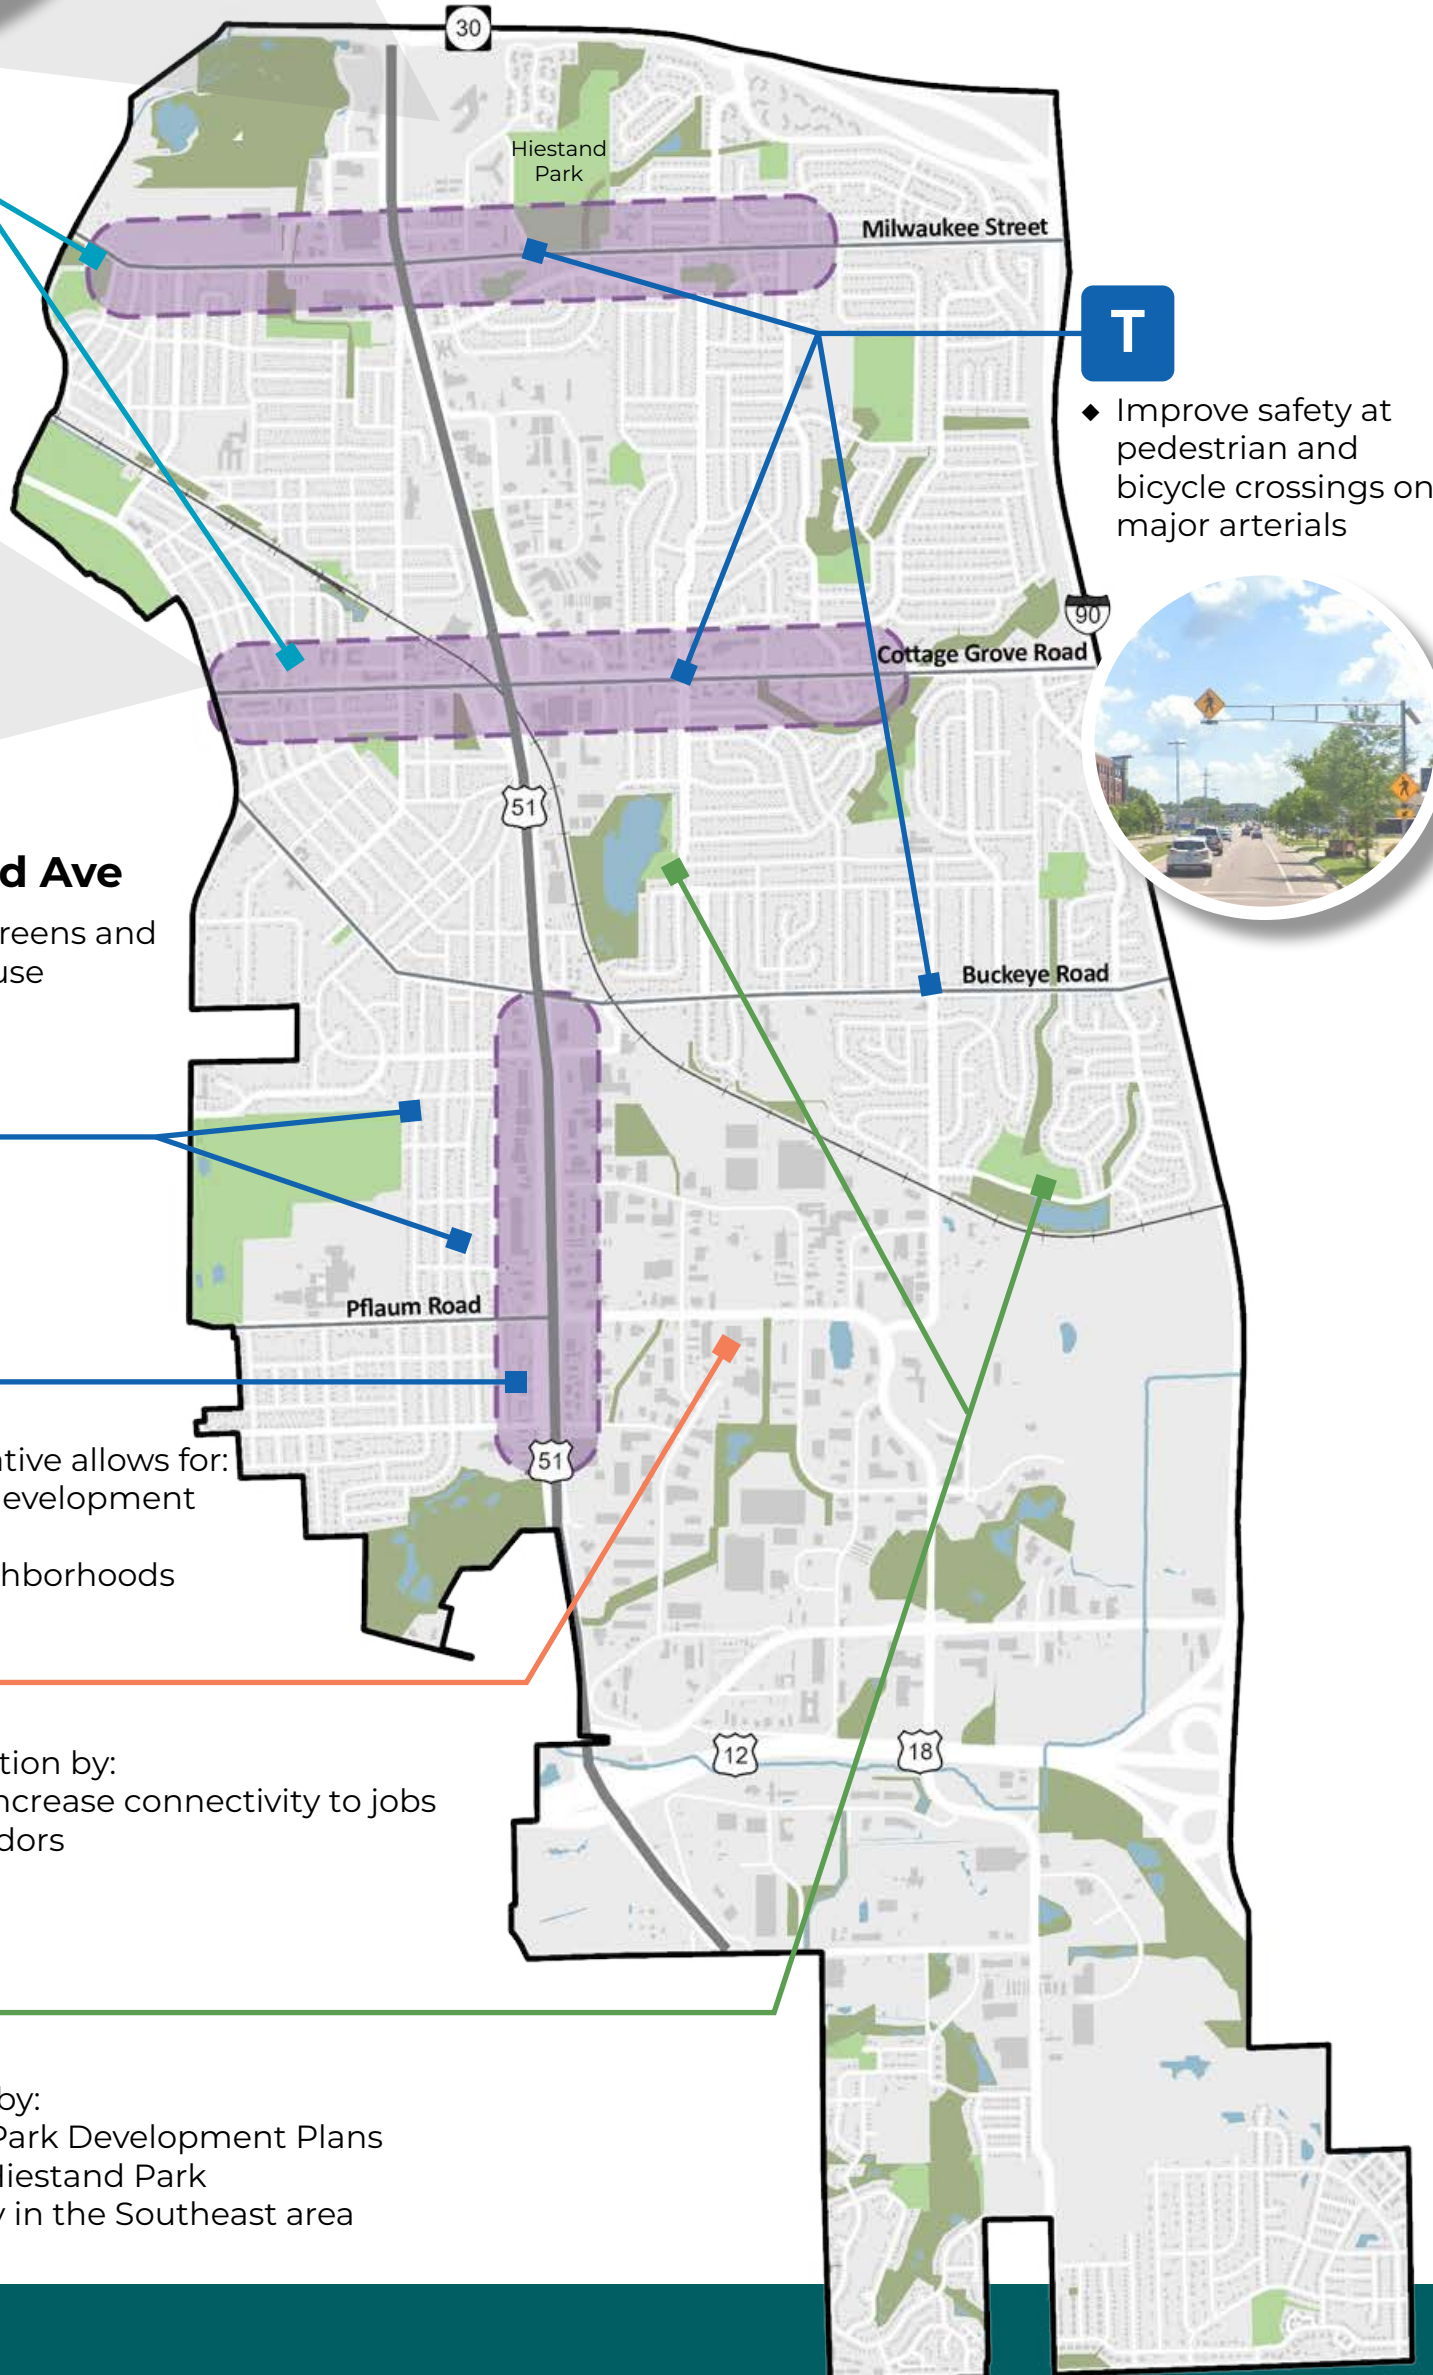 30
Hiestand
Park
Milwaukee Street
T
◆ Improve safety at
pedestrian and
bicycle crossings on
major arterials
90
Cottage Grove Road
51
d Ave
reens and
use
Buckeye Road
Pflaum Road
51
ative allows for:
evelopment
ghborhoods
12
18
tion by:
ncrease connectivity to jobs
dors
by:
Park Development Plans
Hiestand Park
y in the Southeast area